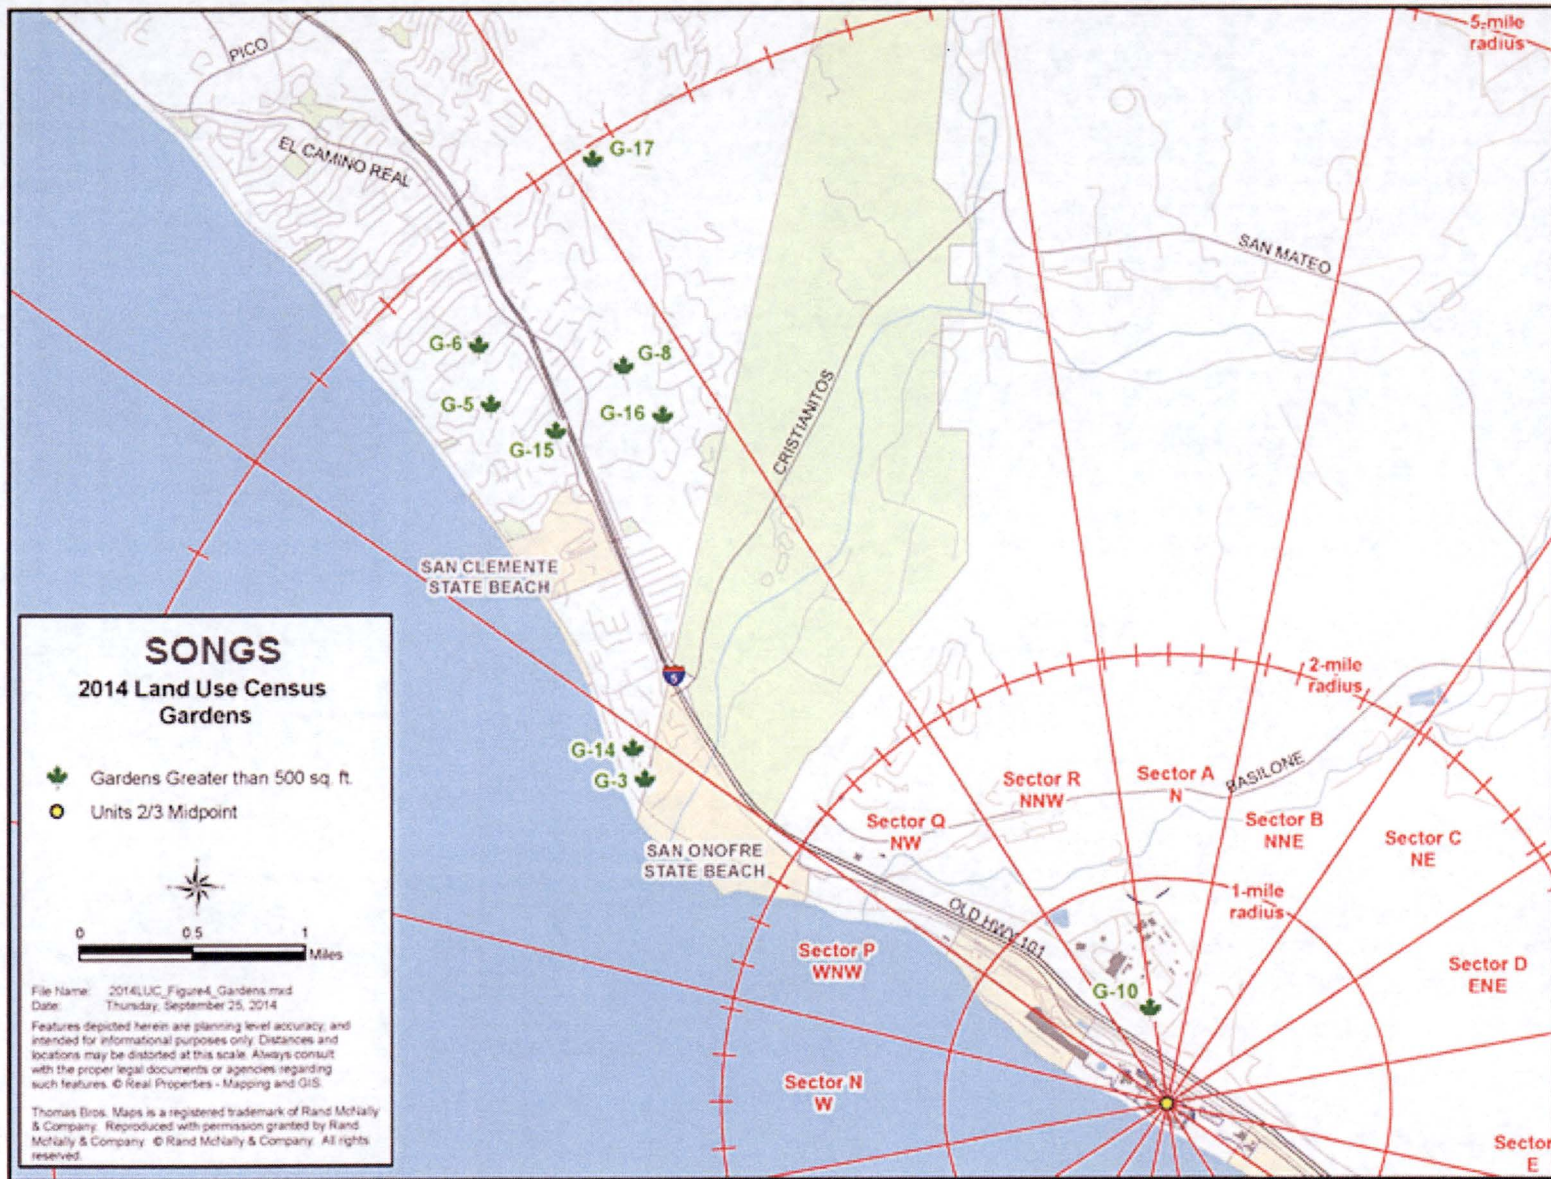 5-mile
radius
PICO
EL CAMINO REAL
G-17
SAN MATEO
G-6
G-8
G-5
G-16
G-15
CRISTIANITOS
SAN CLEMENTE
STATE BEACH
5
2-mile
radius
G-14
G-3
BASILONE
Sector R
NNW
Sector A
N
Sector Q
NW
Sector B
NNE
Sector C
NE
SAN ONOFRE
STATE BEACH
1-mile
radius
OLD HWY 101
Sector P
WNW
Sector D
ENE
G-10
Sector N
W
Sector
E
SONGS
2014 Land Use Census
Gardens
Gardens Greater than 500 sq. ft.
Units 2/3 Midpoint
0 0.5 1
Miles
File Name: 2014LUC_Figure4_Gardens.mxd
Date: Thursday, September 25, 2014
Features depicted herein are planning level accuracy, and
intended for informational purposes only. Distances and
locations may be distorted at this scale. Always consult
with the proper legal documents or agencies regarding
such features. © Real Properties - Mapping and GIS.
Thomas Bros. Maps is a registered trademark of Rand McNally
& Company. Reproduced with permission granted by Rand
McNally & Company. © Rand McNally & Company. All rights
reserved.